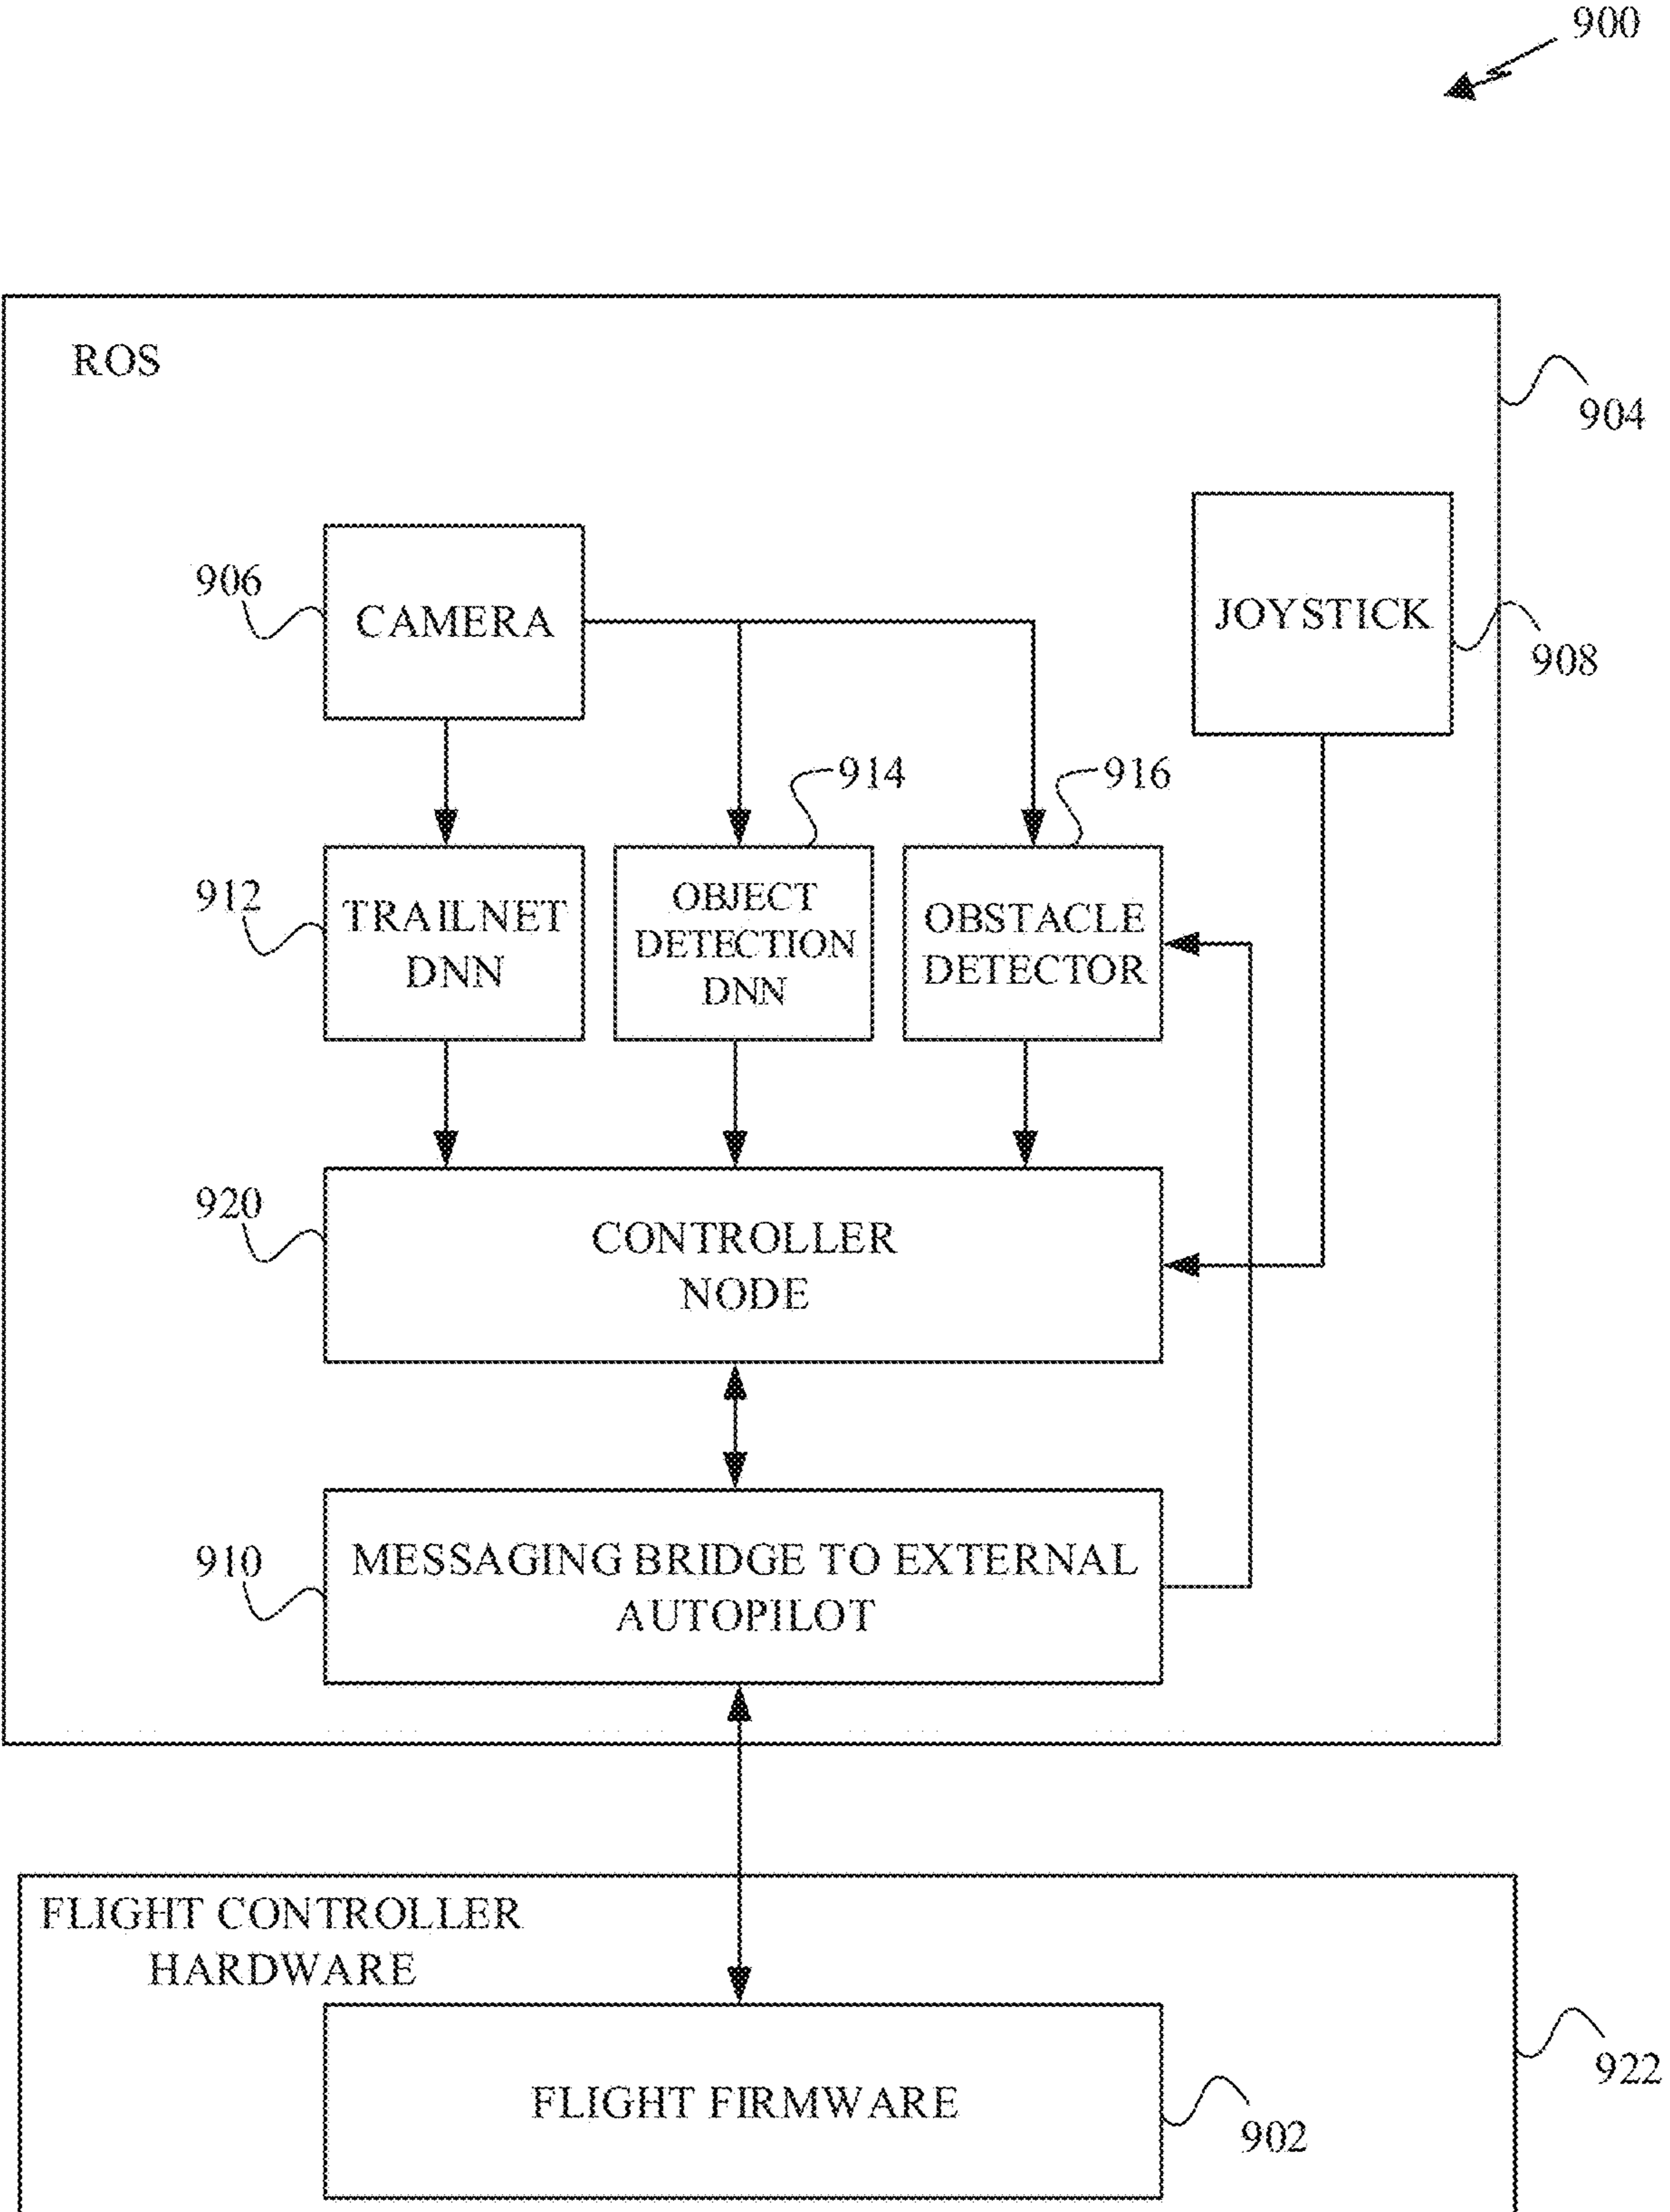 900
ROS
904
906
CAMERA
JOYSTICK
908
914
916
912
TRAILNET
DNN
OBJECT
DETECTION
DNN
OBSTACLE
DETECTOR
920
CONTROLLER
NODE
910
MESSAGING BRIDGE TO EXTERNAL
AUTOPILOT
FLIGHT CONTROLLER
HARDWARE
922
FLIGHT FIRMWARE
902